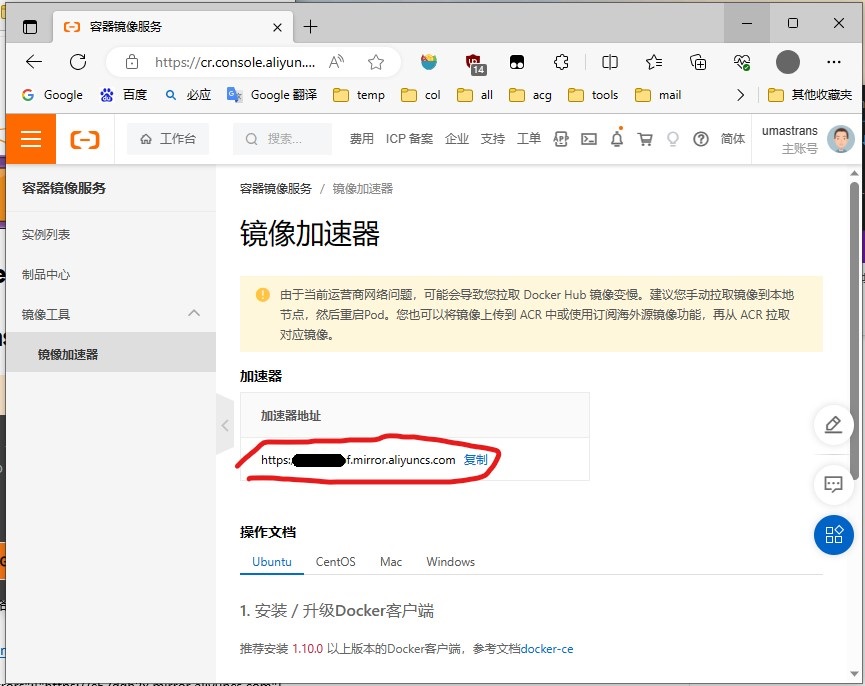 容器镜像服务
https://cr.console.aliyun....
14
Google
百度
必应
Google 翻译
temp
col
all
acg
tools
mail
其他收藏夹
工作台
搜索...
费用
ICP 备案
企业
支持
工单
简体
umastrans
主账号
容器镜像服务
实例列表
制品中心
镜像工具
镜像加速器
容器镜像服务 / 镜像加速器
镜像加速器
由于当前运营商网络问题，可能会导致您拉取 Docker Hub 镜像变慢。建议您手动拉取镜像到本地
节点，然后重启Pod。您也可以将镜像上传到 ACR 中或使用订阅海外源镜像功能，再从 ACR 拉取
对应镜像。
加速器
加速器地址
https:
f.mirror.aliyuncs.com 复制
操作文档
Ubuntu CentOS Mac Windows
1. 安装 / 升级Docker客户端
推荐安装 1.10.0 以上版本的Docker客户端，参考文档docker-ce